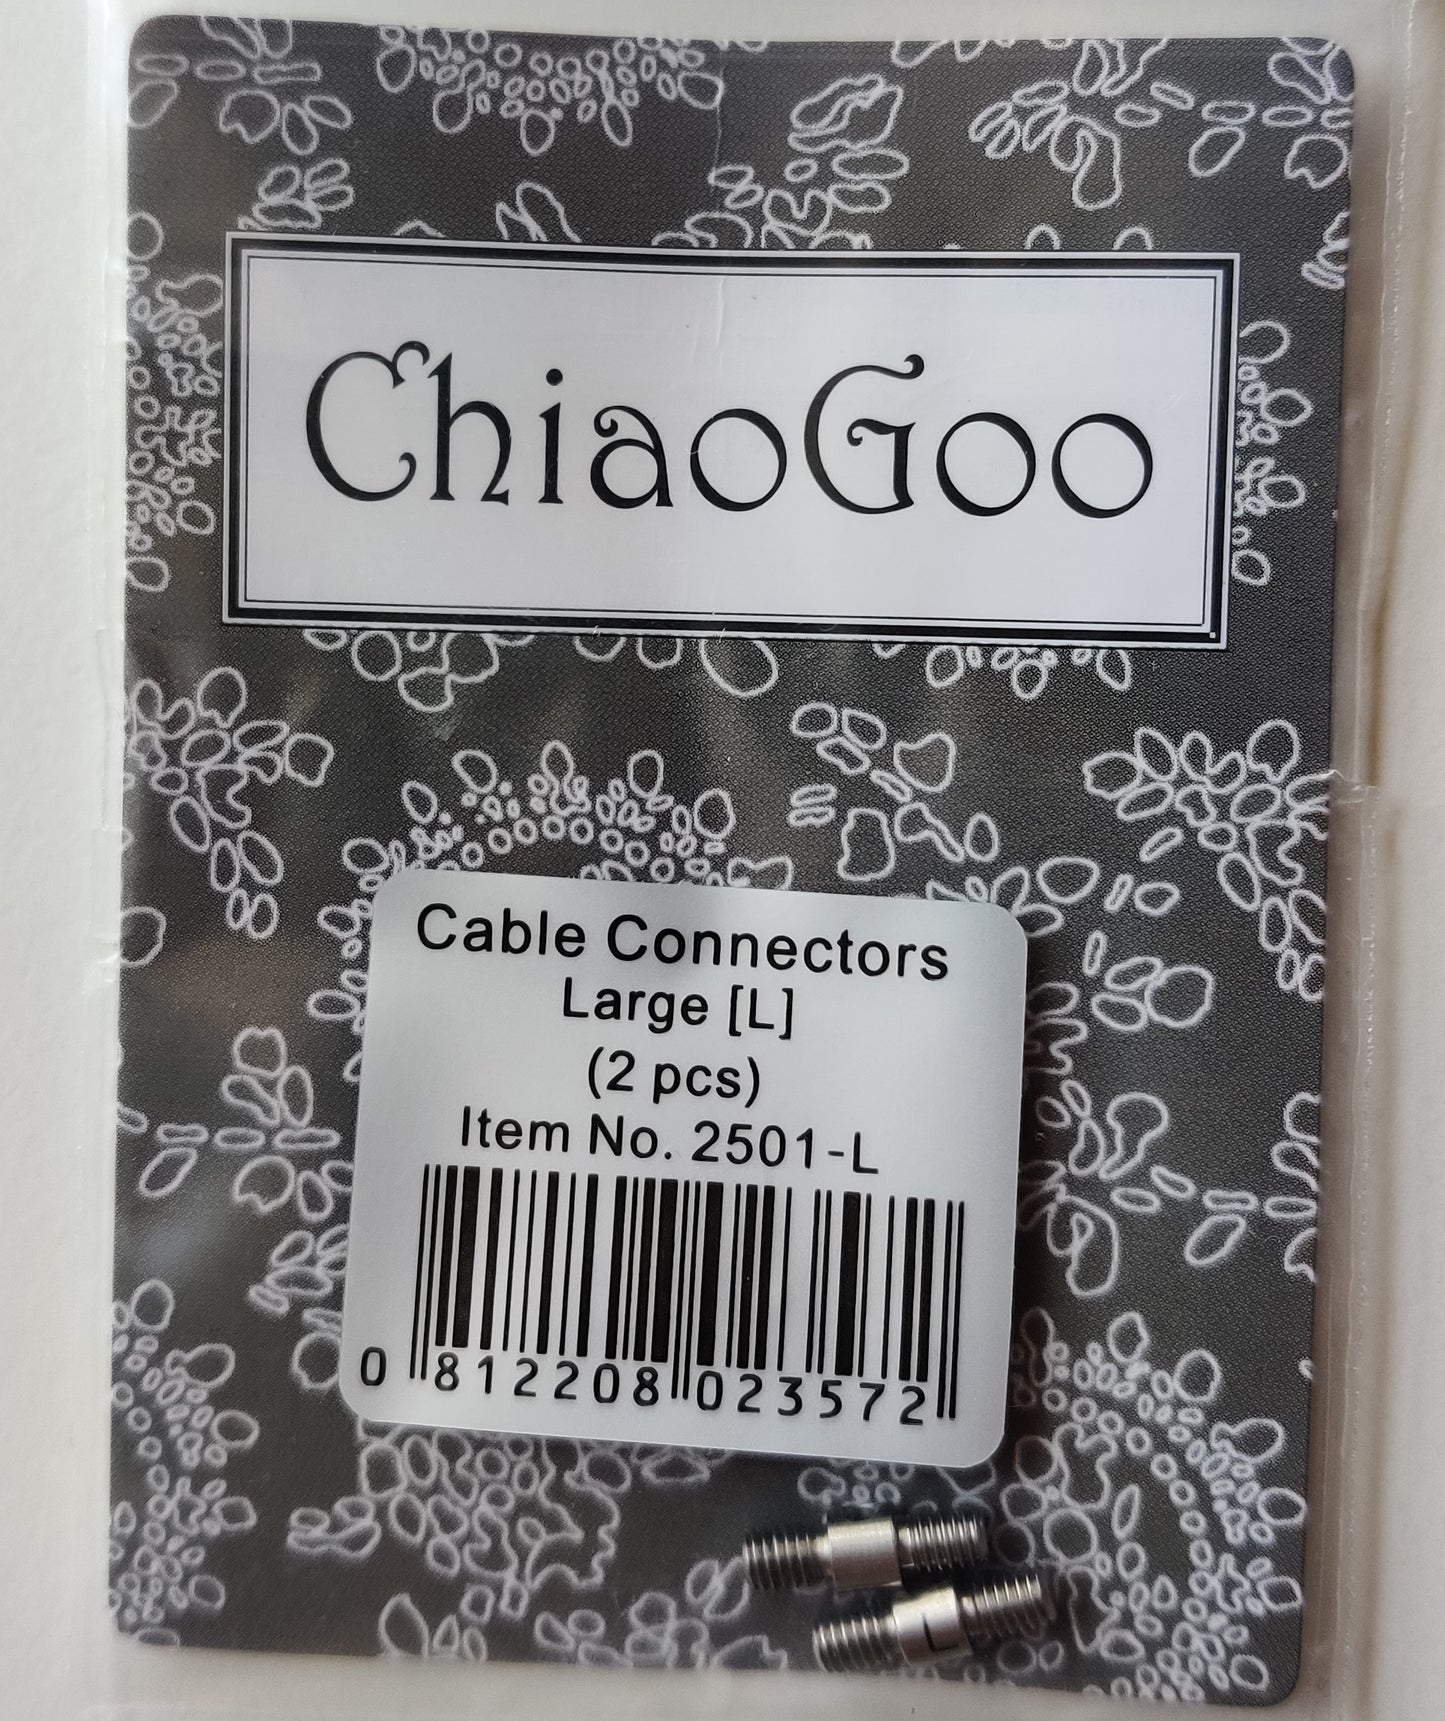 ChiaoGoo
Cable Connectors
Large [L]
(2 pcs)
Item No. 2501-L
0 812208 023572
L